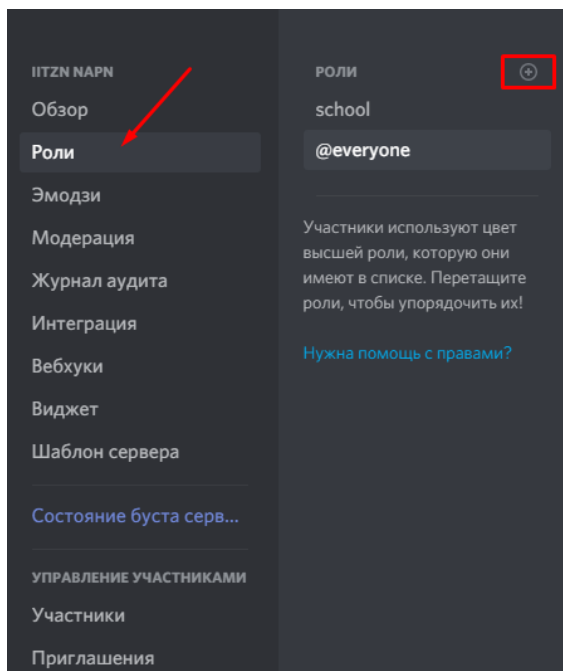 IITZN NAPN
Обзор
Роли
Эмодзи
Модерация
Журнал аудита
Интеграция
Вебхуки
Виджет
Шаблон сервера
Состояние буста серв...
УПРАВЛЕНИЕ УЧАСТНИКАМИ
Участники
Приглашения
РОЛИ
school
@everyone
Участники используют цвет
высшей роли, которую они
имеют в списке. Перетащите
роли, чтобы упорядочить их!
Нужна помощь с правами?